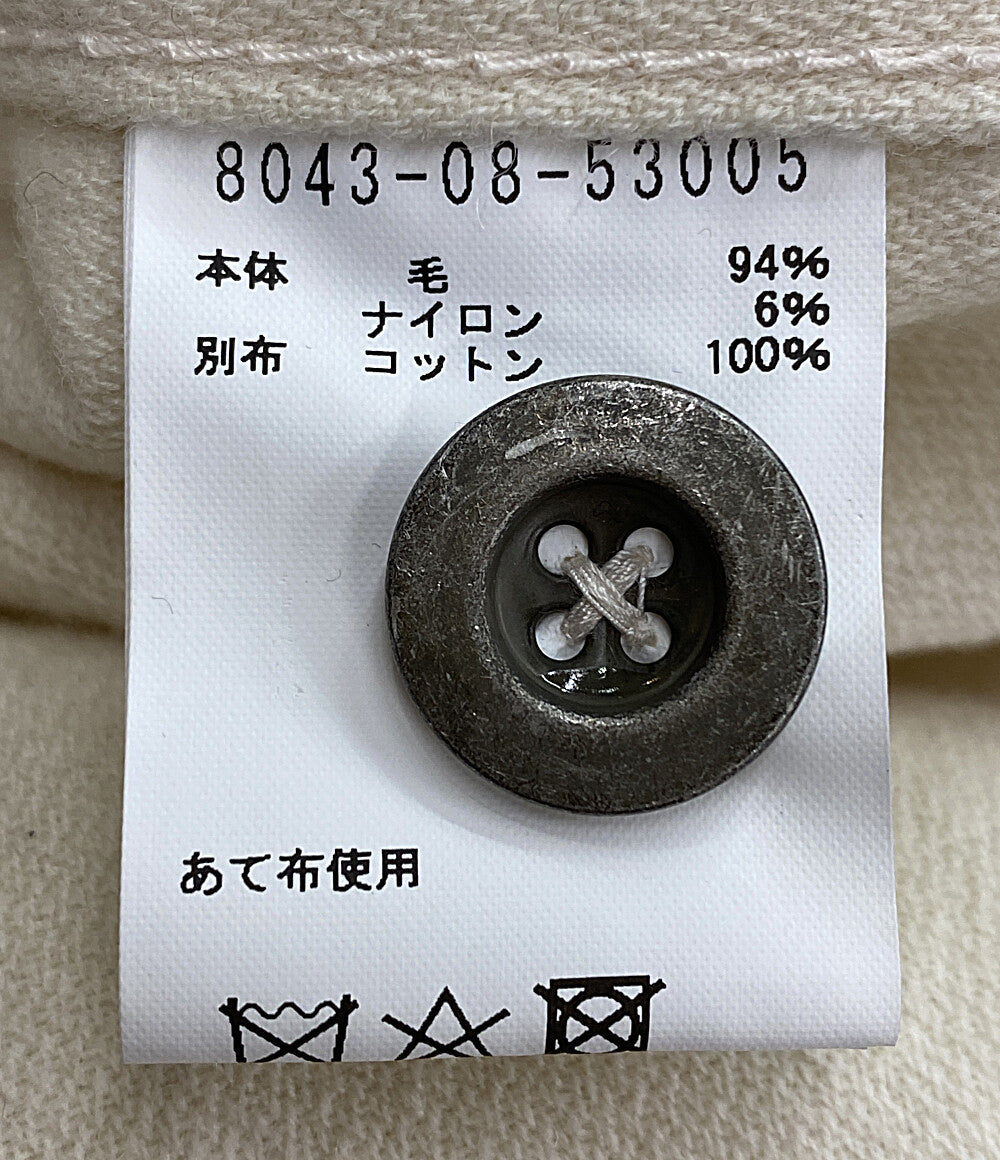 8043-08-53005
本体 毛 94%
ナイロン 6%
別布 コットン 100%
あて布使用